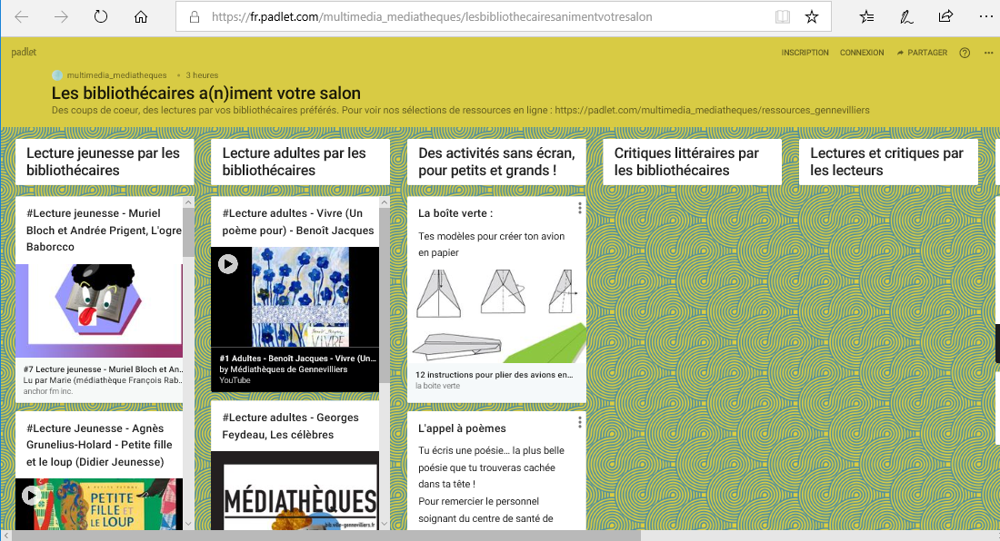 https://fr.padlet.com/multimedia_mediatheques/lesbibliothecairesanimentvotresalon
padlet
INSCRIPTION CONNEXION PARTAGER
multimedia_mediatheques • 3 heures
Les bibliothécaires a(n)iment votre salon
Des coups de coeur, des lectures par vos bibliothécaires préférés. Pour voir nos sélections de ressources en ligne : https://padlet.com/multimedia_mediatheques/ressources_gennevilliers
Lecture jeunesse par les
bibliothécaires
#Lecture jeunesse - Muriel
Bloch et Andrée Prigent, L'ogre
Baborcco
#7 Lecture jeunesse - Muriel Bloch et An...
Lu par Marie (médiathèque François Rab...
anchor fm inc.
#Lecture Jeunesse - Agnès
Grunelius-Holard - Petite fille
et le loup (Didier Jeunesse)
PETITE
FILLE ET
LE LOUP
Lecture adultes par les
bibliothécaires
#Lecture adultes - Vivre (Un
poème pour) - Benoît Jacques
VIVRE
#1 Adultes - Benoît Jacques - Vivre (Un...
by Médiathèques de Gennevilliers
YouTube
#Lecture adultes - Georges
Feydeau, Les célèbres
MÉDIATHÈQUES
bib.ville-gennevilliers.fr
Des activités sans écran,
pour petits et grands !
La boîte verte :
Tes modèles pour créer ton avion
en papier
12 instructions pour plier des avions en...
la boite verte
L'appel à poèmes
Tu écris une poésie... la plus belle
poésie que tu trouveras cachée
dans ta tête !
Pour remercier le personnel
soignant du centre de santé de
Critiques littéraires par
les bibliothécaires
Lectures et critiques par
les lecteurs